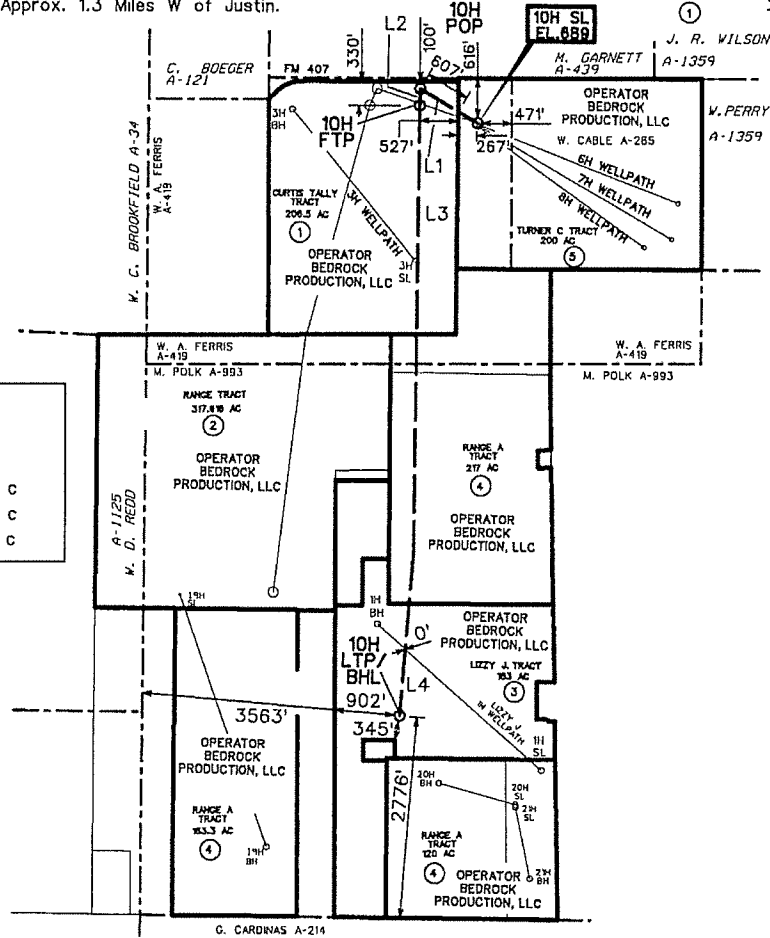 Approx. 1.3 Miles W of Justin.
1
J. R. WILSON
A-1359
10H
POP
10H SL
EL.689
L2
330'
100'
616'
607'
C. BOEGER
A-121
FM 407
M. GARNETT
A-439
W.PERRY
A-1359
3H
BH
10H
FTP
527'
L1
267'
471'
OPERATOR
BEDROCK
PRODUCTION, LLC
W. CABLE A-265
6H WELLPATH
7H WELLPATH
8H WELLPATH
TURNER C TRACT
200 AC
5
W. C. BROOKFIELD A-34
W. A. FERRIS
A-419
CURTIS TALLY
TRACT
206.5 AC
1
3H WELLPATH
L3
OPERATOR
BEDROCK
PRODUCTION, LLC
3H
SL
W. A. FERRIS
A-419
M. POLK A-993
W. A. FERRIS
A-419
M. POLK A-993
RANGE TRACT
2
OPERATOR
BEDROCK
PRODUCTION, LLC
RANGE A
TRACT
217 AC
4
OPERATOR
BEDROCK
PRODUCTION, LLC
C
C
C
A-1125
W. D. REDD
19H
SL
1H
BH
OPERATOR
BEDROCK
PRODUCTION, LLC
0'
10H
LTP/
BHL
LIZZY J. TRACT
183 AC
3
L4
902'
3563'
345'
LIZZY J
1H WELLPATH
1H
SL
OPERATOR
BEDROCK
PRODUCTION, LLC
20H
BH
20H
SL
21H
SL
2776'
RANGE A
TRACT
4
19H
BH
RANGE A
TRACT
120 AC
4
OPERATOR
BEDROCK
PRODUCTION, LLC
21H
BH
G. CARDINAS A-214